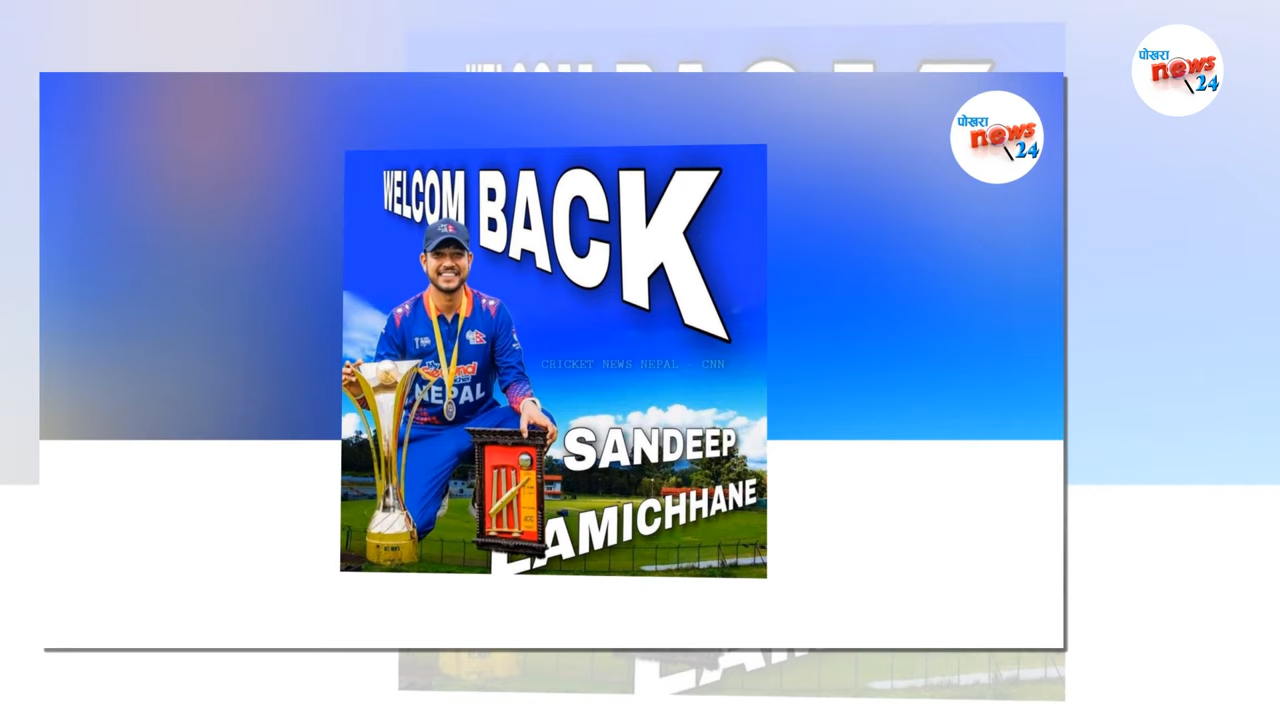 पोखरा
news
24
पोखरा
news
24
WELCOM BACK
NEPAL
CRICKET NEWS NEPAL - CNN
SANDEEP
LAMICHHANE